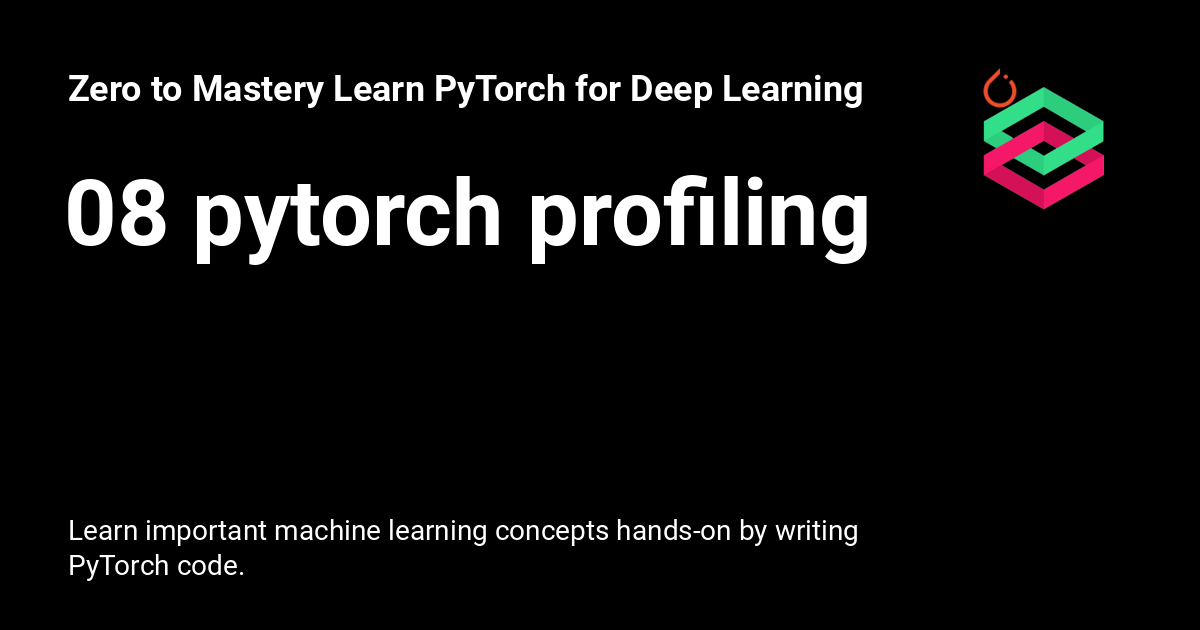 Zero to Mastery Learn PyTorch for Deep Learning
08 pytorch profiling
Learn important machine learning concepts hands-on by writing
PyTorch code.